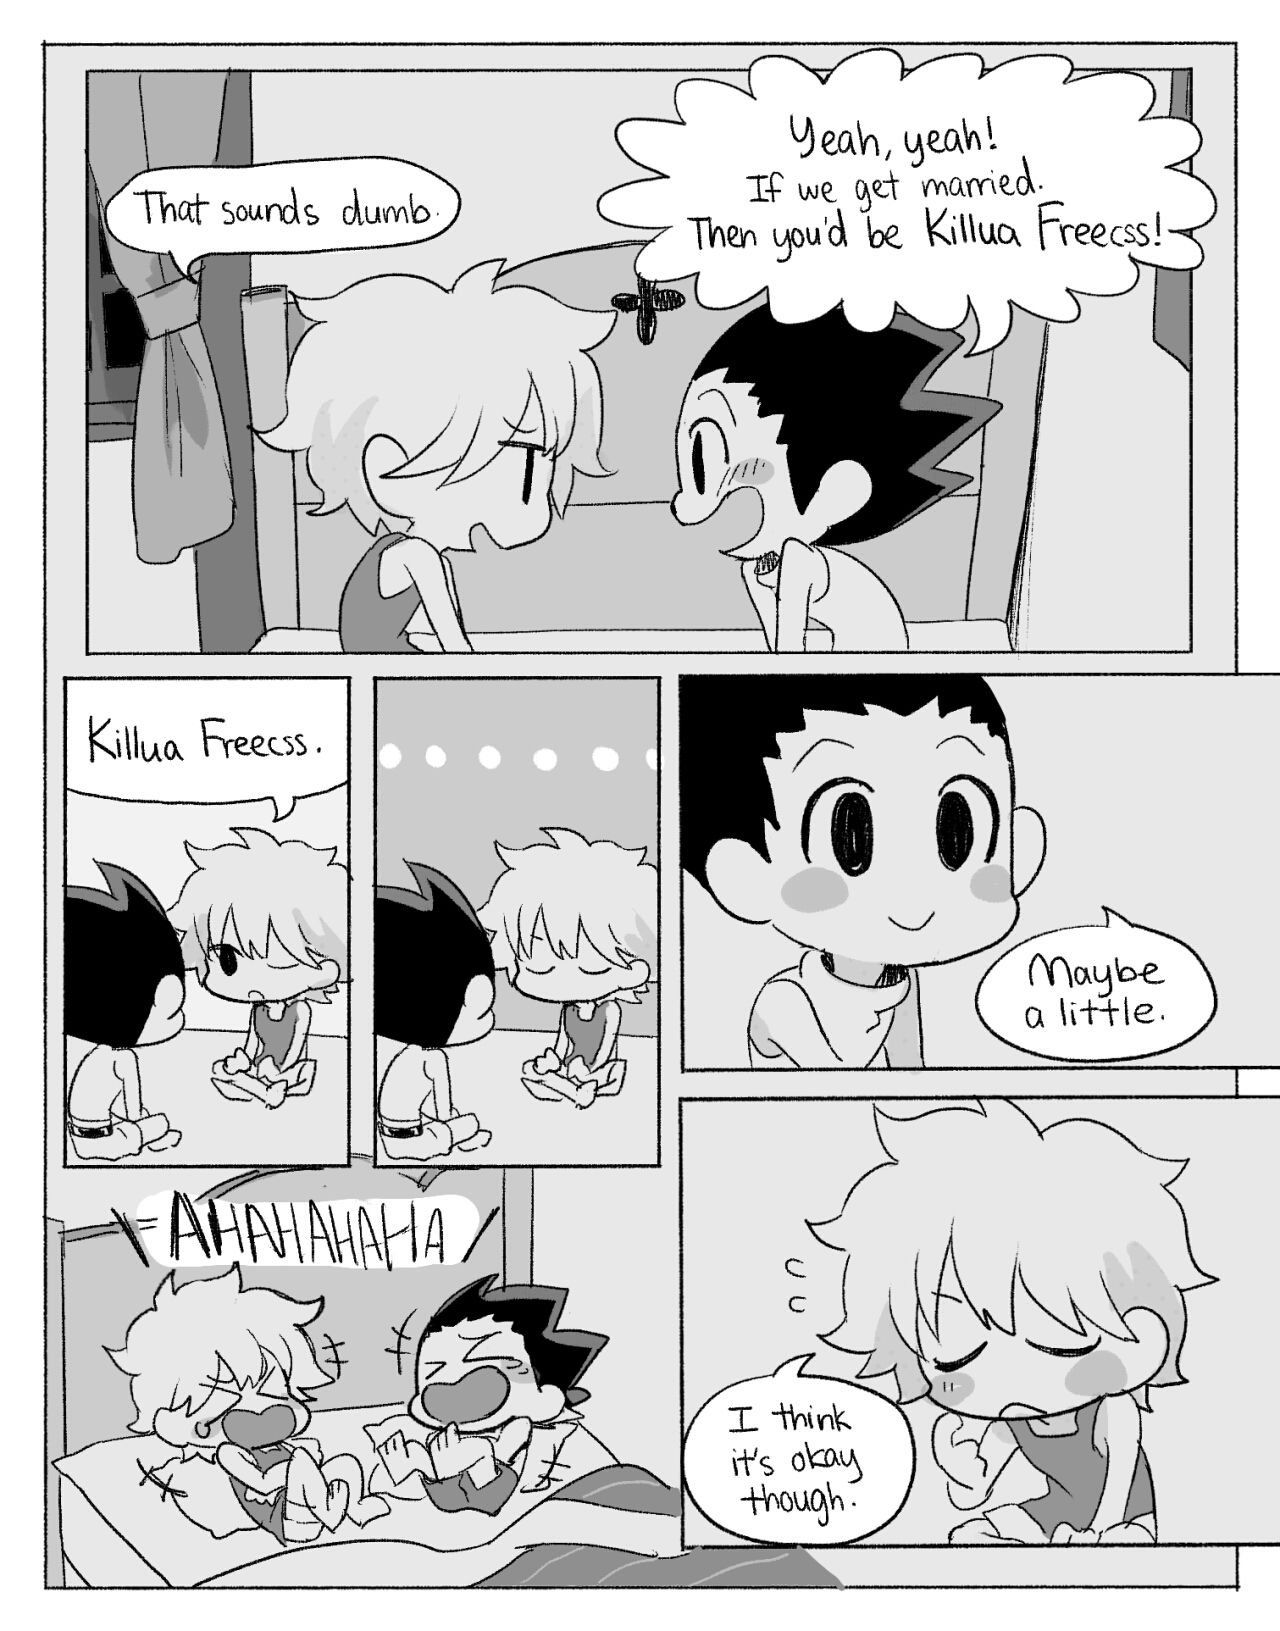 Yeah, yeah!
If we get married.
Then you'd be Killua Freecss!
That sounds dumb.
Killua Freecss.
Maybe
a little.
I think
it's okay
though.
AHAHAHAHA